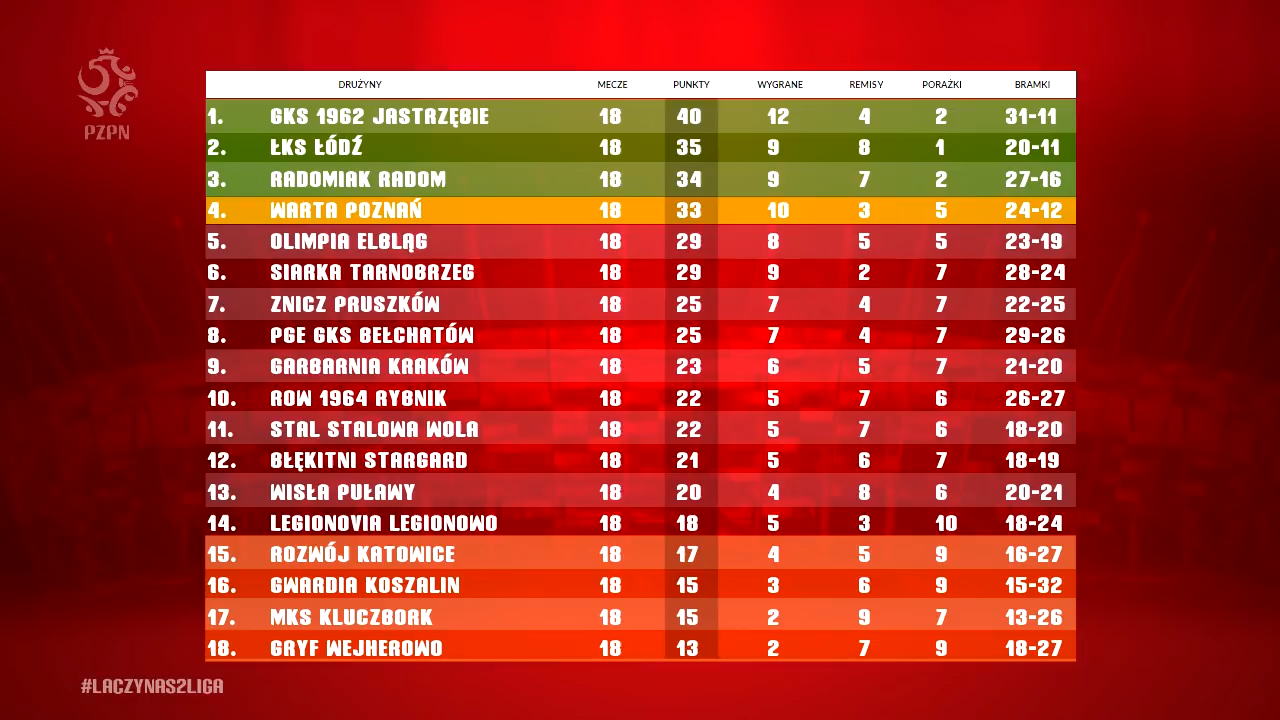 PZPN
DRUŻYNY MECZE PUNKTY WYGRANE REMISY PORAŻKI BRAMKI
1. GKS 1962 JASTRZĘBIE 18 40 12 4 2 31-11
2. ŁKS ŁÓDŹ 18 35 9 8 1 20-11
3. RADOMIAK RADOM 18 34 9 7 2 27-16
4. WARTA POZNAŃ 18 33 10 3 5 24-12
5. OLIMPIA ELBLĄG 18 29 8 5 5 23-19
6. SIARKA TARNOBRZEG 18 29 9 2 7 28-24
7. ZNICZ PRUSZKÓW 18 25 7 4 7 22-25
8. PGE GKS BEŁCHATÓW 18 25 7 4 7 29-26
9. GARBARNIA KRAKÓW 18 23 6 5 7 21-20
10. ROW 1964 RYBNIK 18 22 5 7 6 26-27
11. STAL STALOWA WOLA 18 22 5 7 6 18-20
12. BŁĘKITNI STARGARD 18 21 5 6 7 18-19
13. WISŁA PUŁAWY 18 20 4 8 6 20-21
14. LEGIONOVIA LEGIONOWO 18 18 5 3 10 18-24
15. ROZWÓJ KATOWICE 18 17 4 5 9 16-27
16. GWARDIA KOSZALIN 18 15 3 6 9 15-32
17. MKS KLUCZBORK 18 15 2 9 7 13-26
18. GRYF WEJHEROWO 18 13 2 7 9 18-27
#LACZYNAS2LIGA